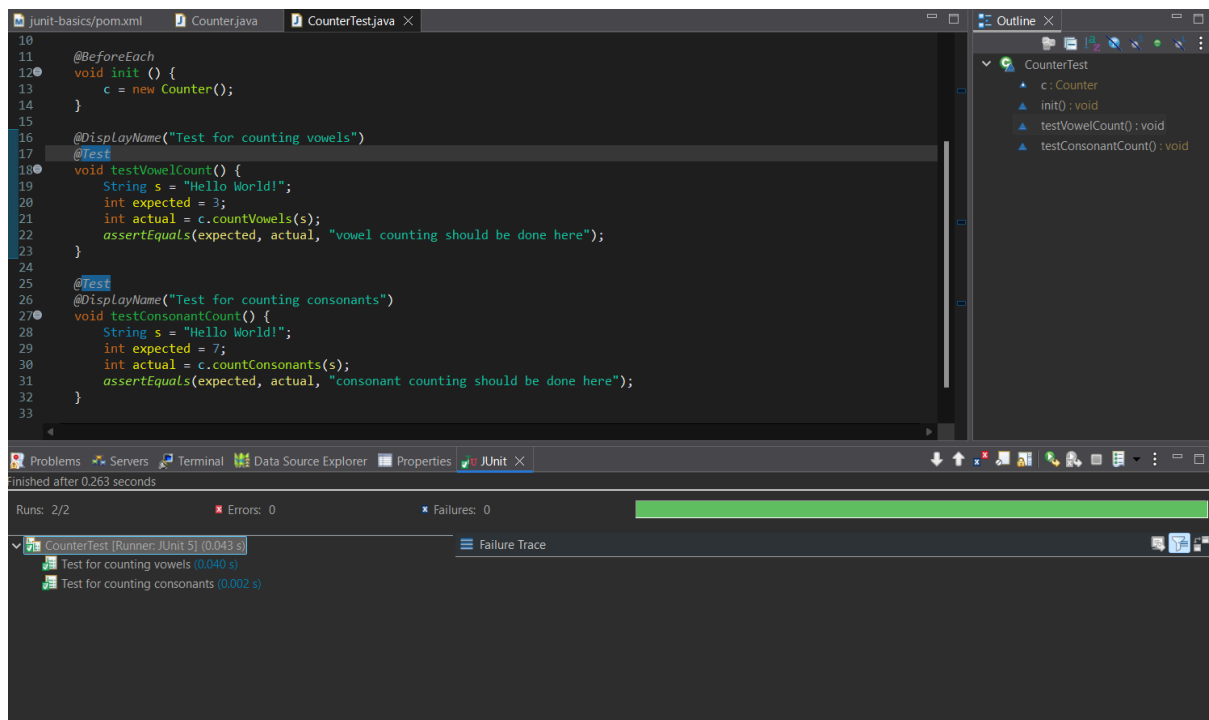 junit-basics/pom.xml Counter.java CounterTest.java
Outline
10
11 @BeforeEach
12 void init () {
13 c = new Counter();
14 }
15
16 @DisplayName("Test for counting vowels")
17 @Test
18 void testVowelCount() {
19 String s = "Hello World!";
20 int expected = 3;
21 int actual = c.countVowels(s);
22 assertEquals(expected, actual, "vowel counting should be done here");
23 }
24
25 @Test
26 @DisplayName("Test for counting consonants")
27 void testConsonantCount() {
28 String s = "Hello World!";
29 int expected = 7;
30 int actual = c.countConsonants(s);
31 assertEquals(expected, actual, "consonant counting should be done here");
32 }
33
CounterTest
c : Counter
init() : void
testVowelCount() : void
testConsonantCount() : void
Problems Servers Terminal Data Source Explorer Properties JUnit
Finished after 0.263 seconds
Runs: 2/2 Errors: 0 Failures: 0
CounterTest [Runner: JUnit 5] (0.043 s)
Test for counting vowels (0.040 s)
Test for counting consonants (0.002 s)
Failure Trace